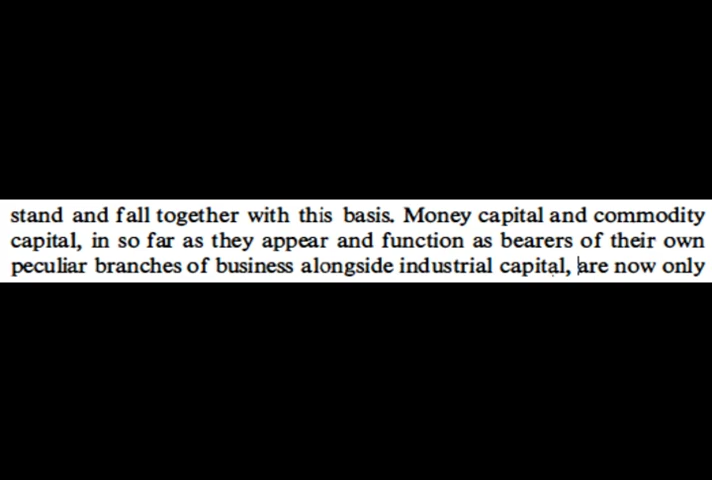 stand and fall together with this basis. Money capital and commodity
capital, in so far as they appear and function as bearers of their own
peculiar branches of business alongside industrial capital, are now only